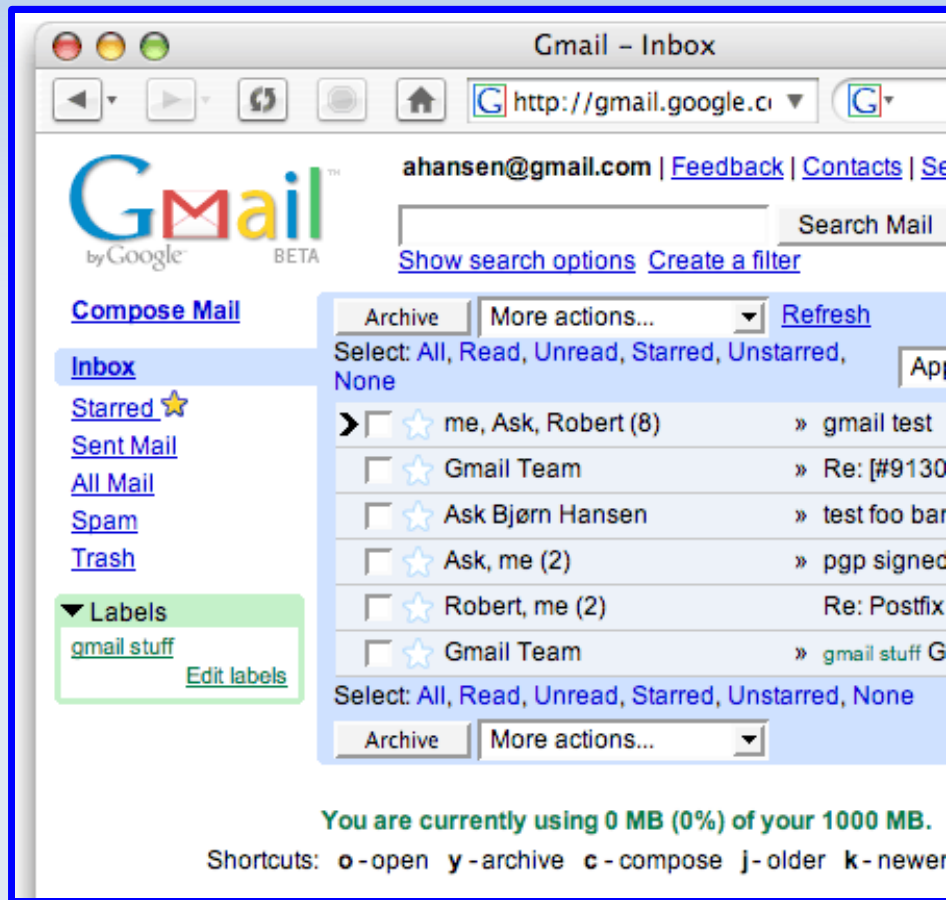 Gmail – Inbox
http://gmail.google.c
Gmail™
by Google BETA
ahansen@gmail.com | Feedback | Contacts | Se
Search Mail
Show search options Create a filter
Compose Mail
Inbox
Starred
Sent Mail
All Mail
Spam
Trash
Labels
gmail stuff
Edit labels
Archive More actions... Refresh
Select: All, Read, Unread, Starred, Unstarred,
None
App
me, Ask, Robert (8) » gmail test
Gmail Team » Re: [#9130
Ask Bjørn Hansen » test foo bar
Ask, me (2) » pgp signed
Robert, me (2) Re: Postfix
Gmail Team » gmail stuff G
Select: All, Read, Unread, Starred, Unstarred, None
Archive More actions...
You are currently using 0 MB (0%) of your 1000 MB.
Shortcuts: o - open y - archive c - compose j - older k - newer